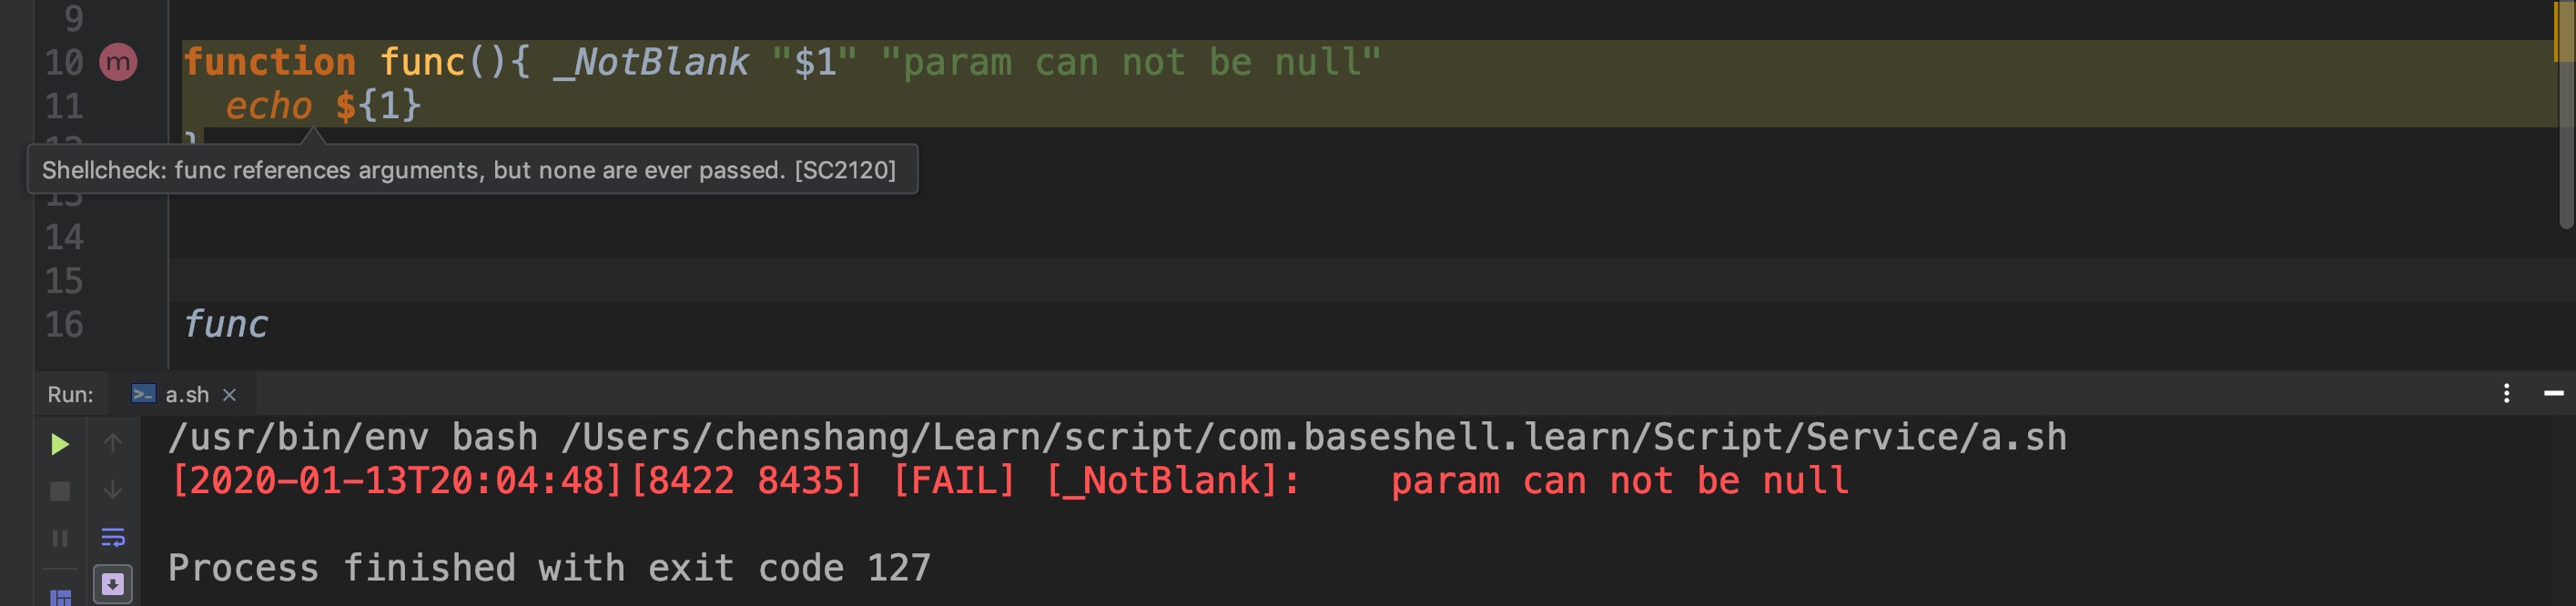 9
10 m function func(){ _NotBlank "$1" "param can not be null"
11 echo ${1}
}
Shellcheck: func references arguments, but none are ever passed. [SC2120]
13
14
15
16 func
Run: a.sh ×
/usr/bin/env bash /Users/chenshang/Learn/script/com.baseshell.learn/Script/Service/a.sh
[2020-01-13T20:04:48][8422 8435] [FAIL] [_NotBlank]: param can not be null
Process finished with exit code 127